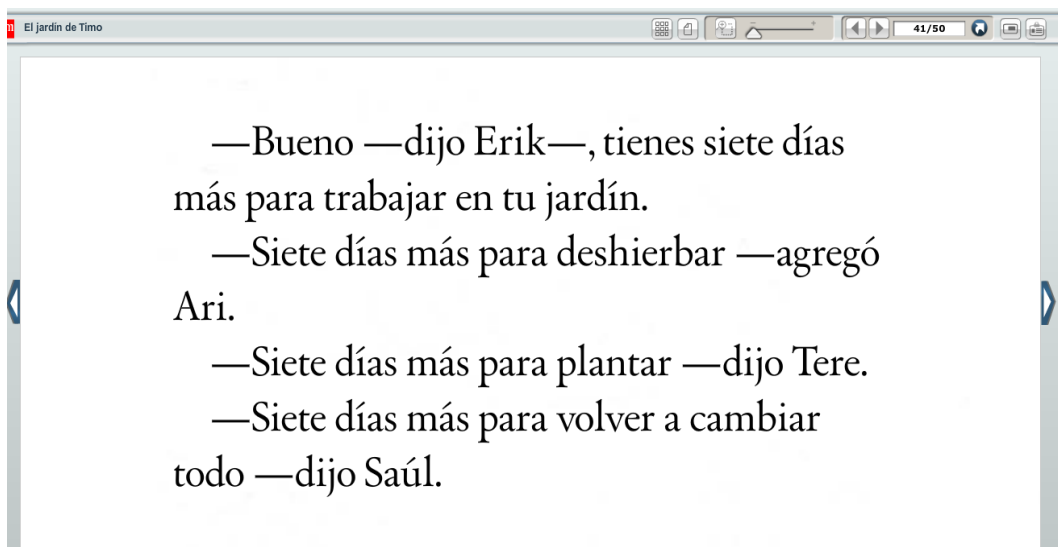 El jardín de Timo
41/50
—Bueno —dijo Erik—, tienes siete días
más para trabajar en tu jardín.
—Siete días más para deshierbar —agregó
Ari.
—Siete días más para plantar —dijo Tere.
—Siete días más para volver a cambiar
todo —dijo Saúl.